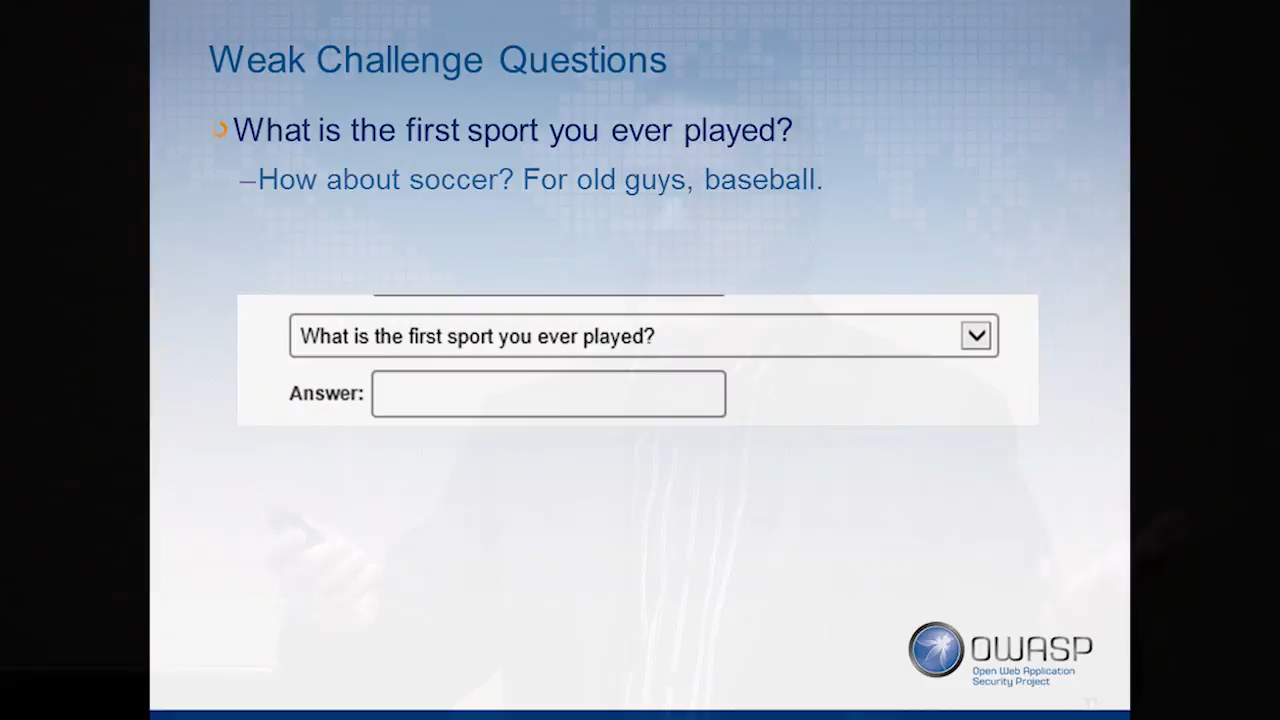 Weak Challenge Questions
What is the first sport you ever played?
–How about soccer? For old guys, baseball.
What is the first sport you ever played?
Answer:
OWASP
Open Web Application
Security Project